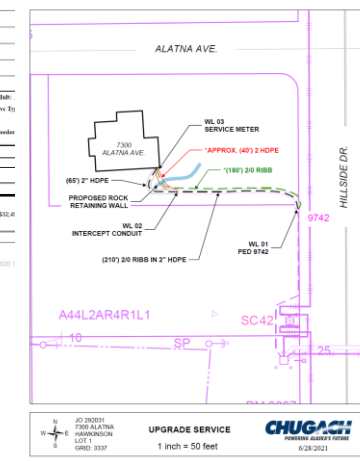 ALATNA AVE.
WL 03
SERVICE METER
7300
ALATNA AVE.
*APPROX. (40') 2 HDPE
*(180') 2/0 RIBB
(65') 2" HDPE
PROPOSED ROCK
RETAINING WALL
WL 02
INTERCEPT CONDUIT
(210') 2/0 RIBB IN 2" HDPE
WL 01
PED 9742
9742
HILLSIDE DR.
A44L2AR4R1L1
SC42
10
SP
25
N
W
E
S
JO 292031
7300 ALATNA
HAWKINSON
LOT 1
GRID: 3337
UPGRADE SERVICE
1 inch = 50 feet
CHUGACH
POWERING ALASKA'S FUTURE
6/28/2021